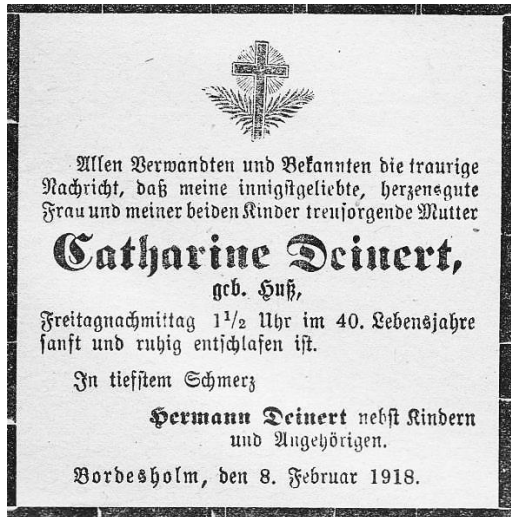 Allen Verwandten und Bekannten die traurige
Nachricht, daß meine innigstgeliebte, herzensgute
Frau und meiner beiden Kinder treusorgende Mutter
Catharine Deinert,
geb. Huß,
Freitagnachmittag 1½ Uhr im 40. Lebensjahre
sanft und ruhig entschlafen ist.
In tiefstem Schmerz
Hermann Deinert nebst Kindern
und Angehörigen.
Bordesholm, den 8. Februar 1918.